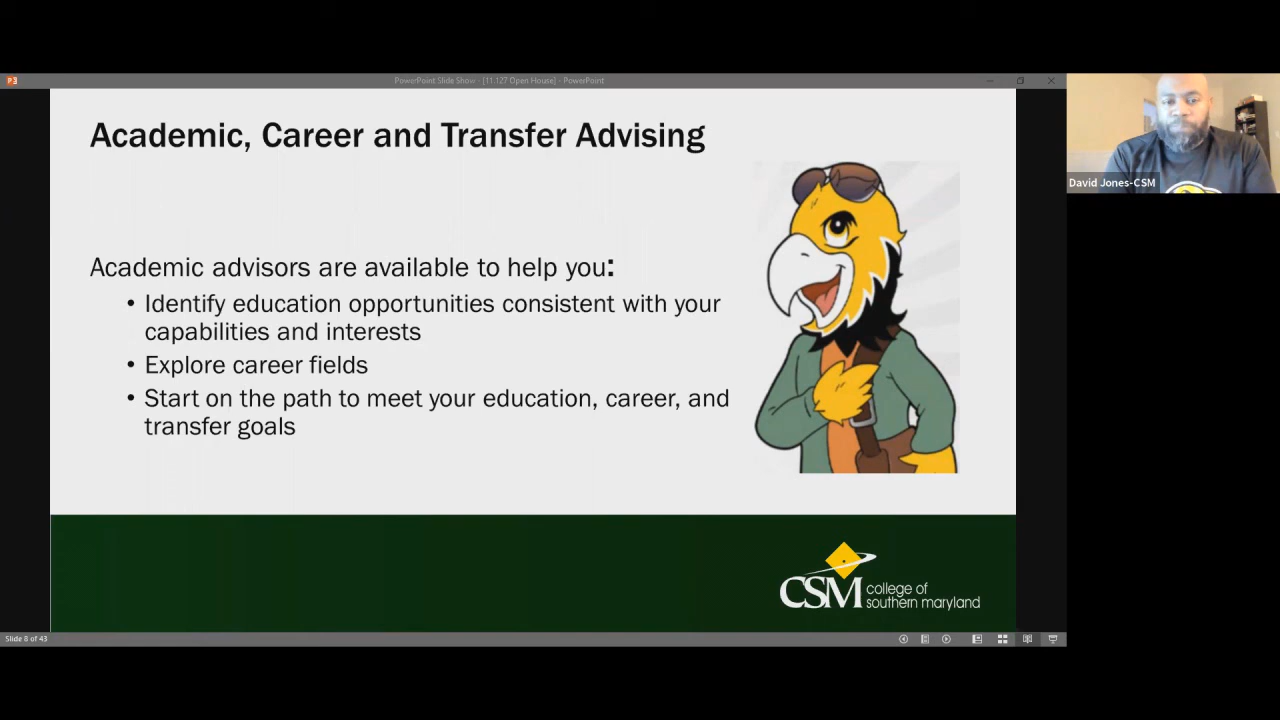 PowerPoint Slide Show - [11.127 Open House] - PowerPoint
Academic, Career and Transfer Advising
David Jones-CSM
Academic advisors are available to help you:
• Identify education opportunities consistent with your
capabilities and interests
• Explore career fields
• Start on the path to meet your education, career, and
transfer goals
CSM college of
southern maryland
Slide 8 of 43